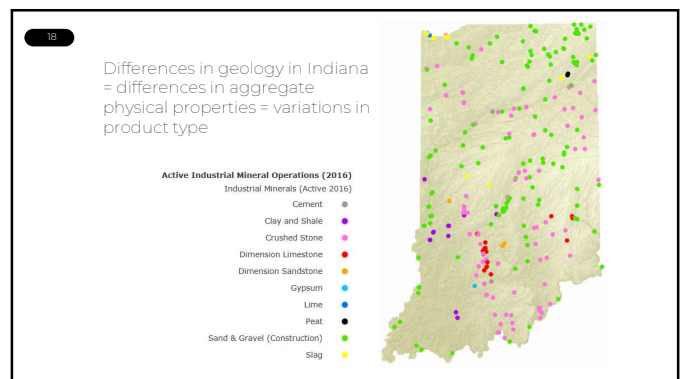 18
Differences in geology in Indiana
= differences in aggregate
physical properties = variations in
product type
Active Industrial Mineral Operations (2016)
Industrial Minerals (Active 2016)
Cement
Clay and Shale
Crushed Stone
Dimension Limestone
Dimension Sandstone
Gypsum
Lime
Peat
Sand & Gravel (Construction)
Slag